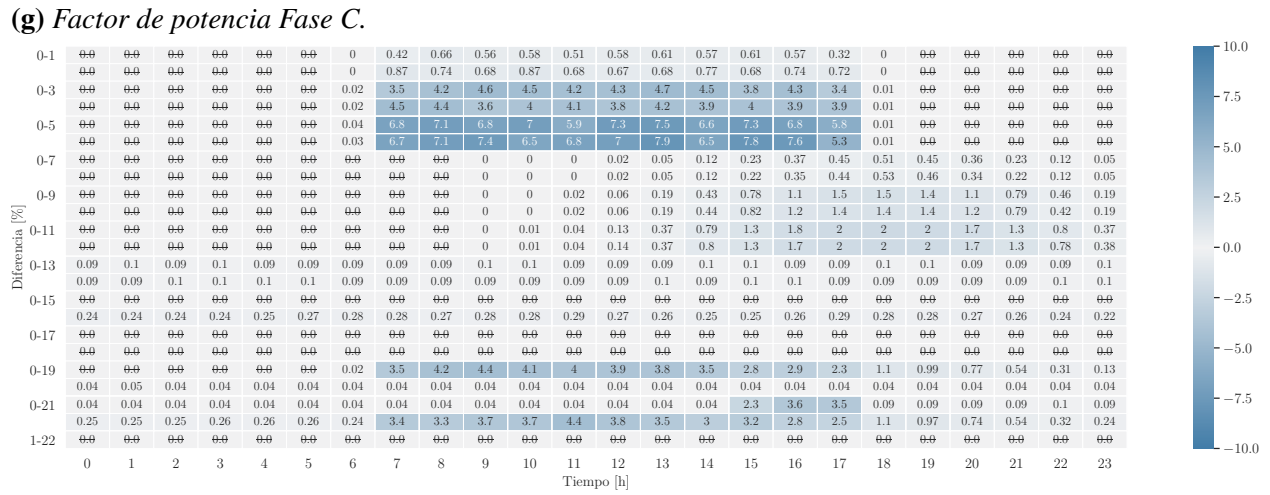 (g) Factor de potencia Fase C.
0-1 0.0 0.0 0.0 0.0 0.0 0.0 0 0.42 0.66 0.56 0.58 0.51 0.58 0.61 0.57 0.61 0.57 0.32 0 0.0 0.0 0.0 0.0 0.0 10.0
0.0 0.0 0.0 0.0 0.0 0.0 0 0.87 0.74 0.68 0.87 0.68 0.67 0.68 0.77 0.68 0.74 0.72 0 0.0 0.0 0.0 0.0 0.0
0-3 0.0 0.0 0.0 0.0 0.0 0.0 0.02 3.5 4.2 4.6 4.5 4.2 4.3 4.7 4.5 3.8 4.3 3.4 0.01 0.0 0.0 0.0 0.0 0.0 7.5
0.0 0.0 0.0 0.0 0.0 0.0 0.02 4.5 4.4 3.6 4 4.1 3.8 4.2 3.9 4 3.9 3.9 0.01 0.0 0.0 0.0 0.0 0.0
0-5 0.0 0.0 0.0 0.0 0.0 0.0 0.04 6.8 7.1 6.8 7 5.9 7.3 7.5 6.6 7.3 6.8 5.8 0.01 0.0 0.0 0.0 0.0 0.0
0.0 0.0 0.0 0.0 0.0 0.0 0.03 6.7 7.1 7.4 6.5 6.8 7 7.9 6.5 7.8 7.6 5.3 0.01 0.0 0.0 0.0 0.0 0.0 5.0
0-7 0.0 0.0 0.0 0.0 0.0 0.0 0.0 0.0 0.0 0 0 0 0.02 0.05 0.12 0.23 0.37 0.45 0.51 0.45 0.36 0.23 0.12 0.05
0.0 0.0 0.0 0.0 0.0 0.0 0.0 0.0 0.0 0 0 0 0.02 0.05 0.12 0.22 0.35 0.44 0.53 0.46 0.34 0.22 0.12 0.05
0-9 0.0 0.0 0.0 0.0 0.0 0.0 0.0 0.0 0.0 0 0 0.02 0.06 0.19 0.43 0.78 1.1 1.5 1.5 1.4 1.1 0.79 0.46 0.19 2.5
0.0 0.0 0.0 0.0 0.0 0.0 0.0 0.0 0.0 0 0 0.02 0.06 0.19 0.44 0.82 1.2 1.4 1.4 1.4 1.2 0.79 0.42 0.19
0-11 0.0 0.0 0.0 0.0 0.0 0.0 0.0 0.0 0.0 0 0.01 0.04 0.13 0.37 0.79 1.3 1.8 2 2 2 1.7 1.3 0.8 0.37
0.0 0.0 0.0 0.0 0.0 0.0 0.0 0.0 0.0 0 0.01 0.04 0.14 0.37 0.8 1.3 1.7 2 2 2 1.7 1.3 0.78 0.38 0.0
0-13 0.09 0.1 0.09 0.1 0.09 0.09 0.09 0.09 0.09 0.1 0.1 0.09 0.09 0.09 0.1 0.1 0.09 0.09 0.1 0.1 0.09 0.09 0.09 0.1
0.09 0.09 0.1 0.1 0.1 0.1 0.09 0.09 0.09 0.09 0.09 0.09 0.09 0.1 0.09 0.1 0.1 0.09 0.09 0.09 0.09 0.09 0.1 0.1
0-15 0.0 0.0 0.0 0.0 0.0 0.0 0.0 0.0 0.0 0.0 0.0 0.0 0.0 0.0 0.0 0.0 0.0 0.0 0.0 0.0 0.0 0.0 0.0 0.0 −2.5
0.24 0.24 0.24 0.24 0.25 0.27 0.28 0.28 0.27 0.28 0.28 0.29 0.27 0.26 0.25 0.25 0.26 0.29 0.28 0.28 0.27 0.26 0.24 0.22
0-17 0.0 0.0 0.0 0.0 0.0 0.0 0.0 0.0 0.0 0.0 0.0 0.0 0.0 0.0 0.0 0.0 0.0 0.0 0.0 0.0 0.0 0.0 0.0 0.0
0.0 0.0 0.0 0.0 0.0 0.0 0.0 0.0 0.0 0.0 0.0 0.0 0.0 0.0 0.0 0.0 0.0 0.0 0.0 0.0 0.0 0.0 0.0 0.0 −5.0
0-19 0.0 0.0 0.0 0.0 0.0 0.0 0.02 3.5 4.2 4.4 4.1 4 3.9 3.8 3.5 2.8 2.9 2.3 1.1 0.99 0.77 0.54 0.31 0.13
0.04 0.05 0.04 0.04 0.04 0.04 0.04 0.04 0.04 0.04 0.04 0.04 0.04 0.04 0.04 0.04 0.04 0.04 0.04 0.04 0.04 0.04 0.04 0.04
0-21 0.04 0.04 0.04 0.04 0.04 0.04 0.04 0.04 0.04 0.04 0.04 0.04 0.04 0.04 0.04 2.3 3.6 3.5 0.09 0.09 0.09 0.09 0.1 0.09 −7.5
0.25 0.25 0.25 0.26 0.26 0.26 0.24 3.4 3.3 3.7 3.7 4.4 3.8 3.5 3 3.2 2.8 2.5 1.1 0.97 0.74 0.54 0.32 0.24
1-22 0.0 0.0 0.0 0.0 0.0 0.0 0.0 0.0 0.0 0.0 0.0 0.0 0.0 0.0 0.0 0.0 0.0 0.0 0.0 0.0 0.0 0.0 0.0 0.0 −10.0
0 1 2 3 4 5 6 7 8 9 10 11 12 13 14 15 16 17 18 19 20 21 22 23
Tiempo [h]
Diferencia [%]